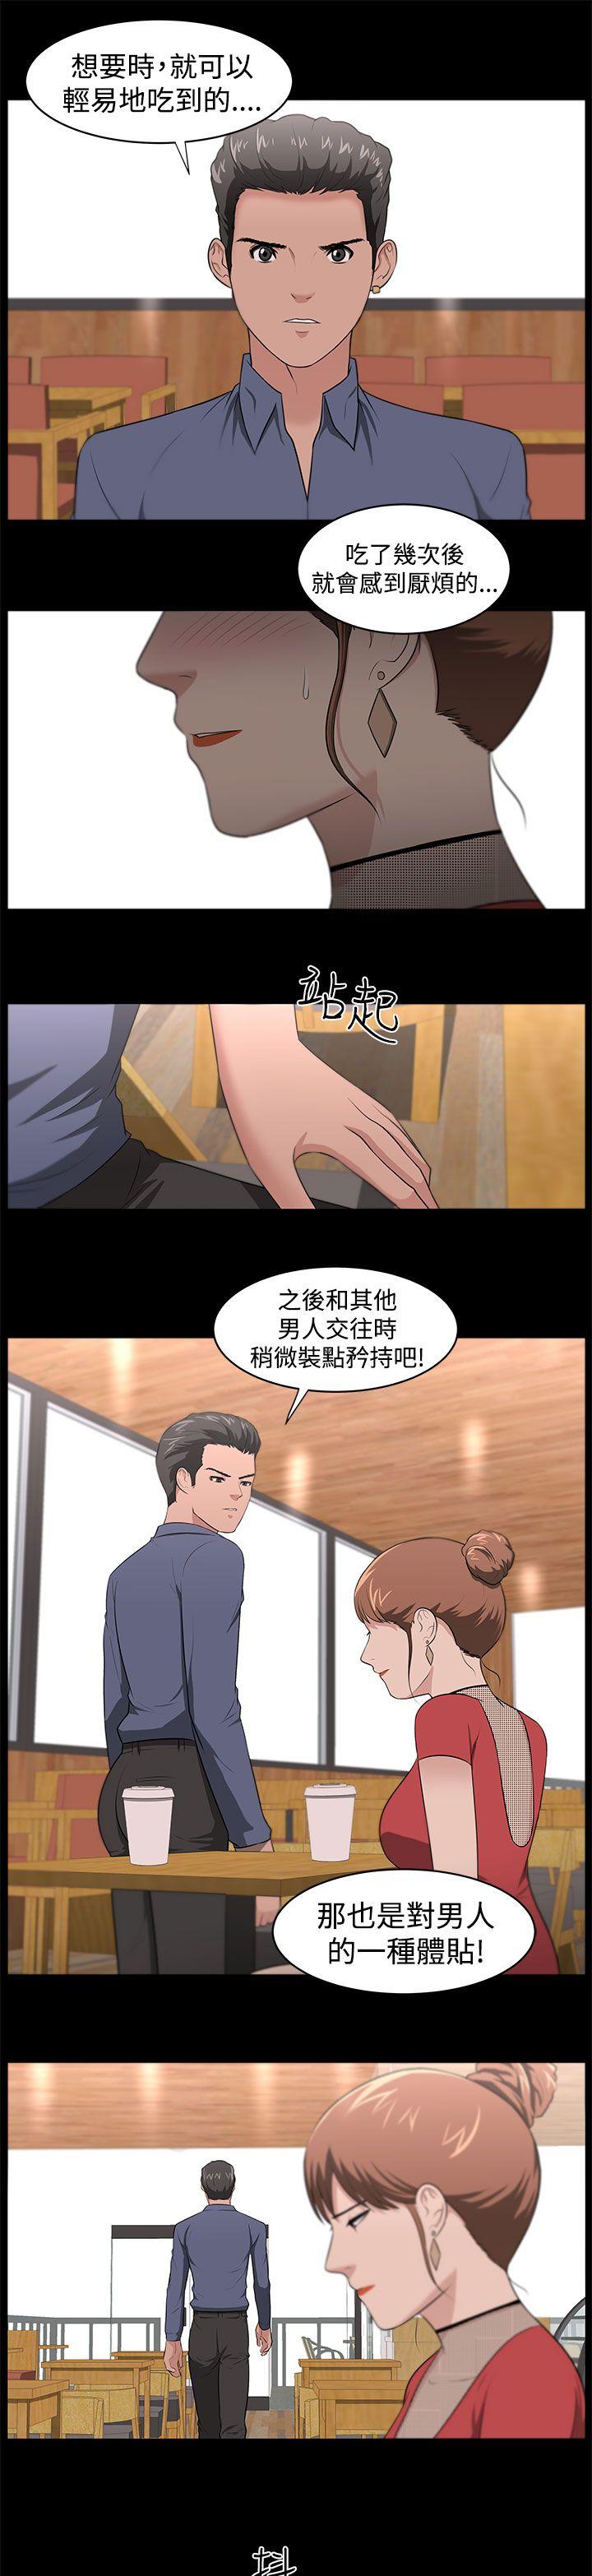 想要時，就可以
輕易地吃到的....
吃了幾次後
就會感到厭煩的...
站起
之後和其他
男人交往時
稍微裝點矜持吧!
那也是對男人
的一種體貼!